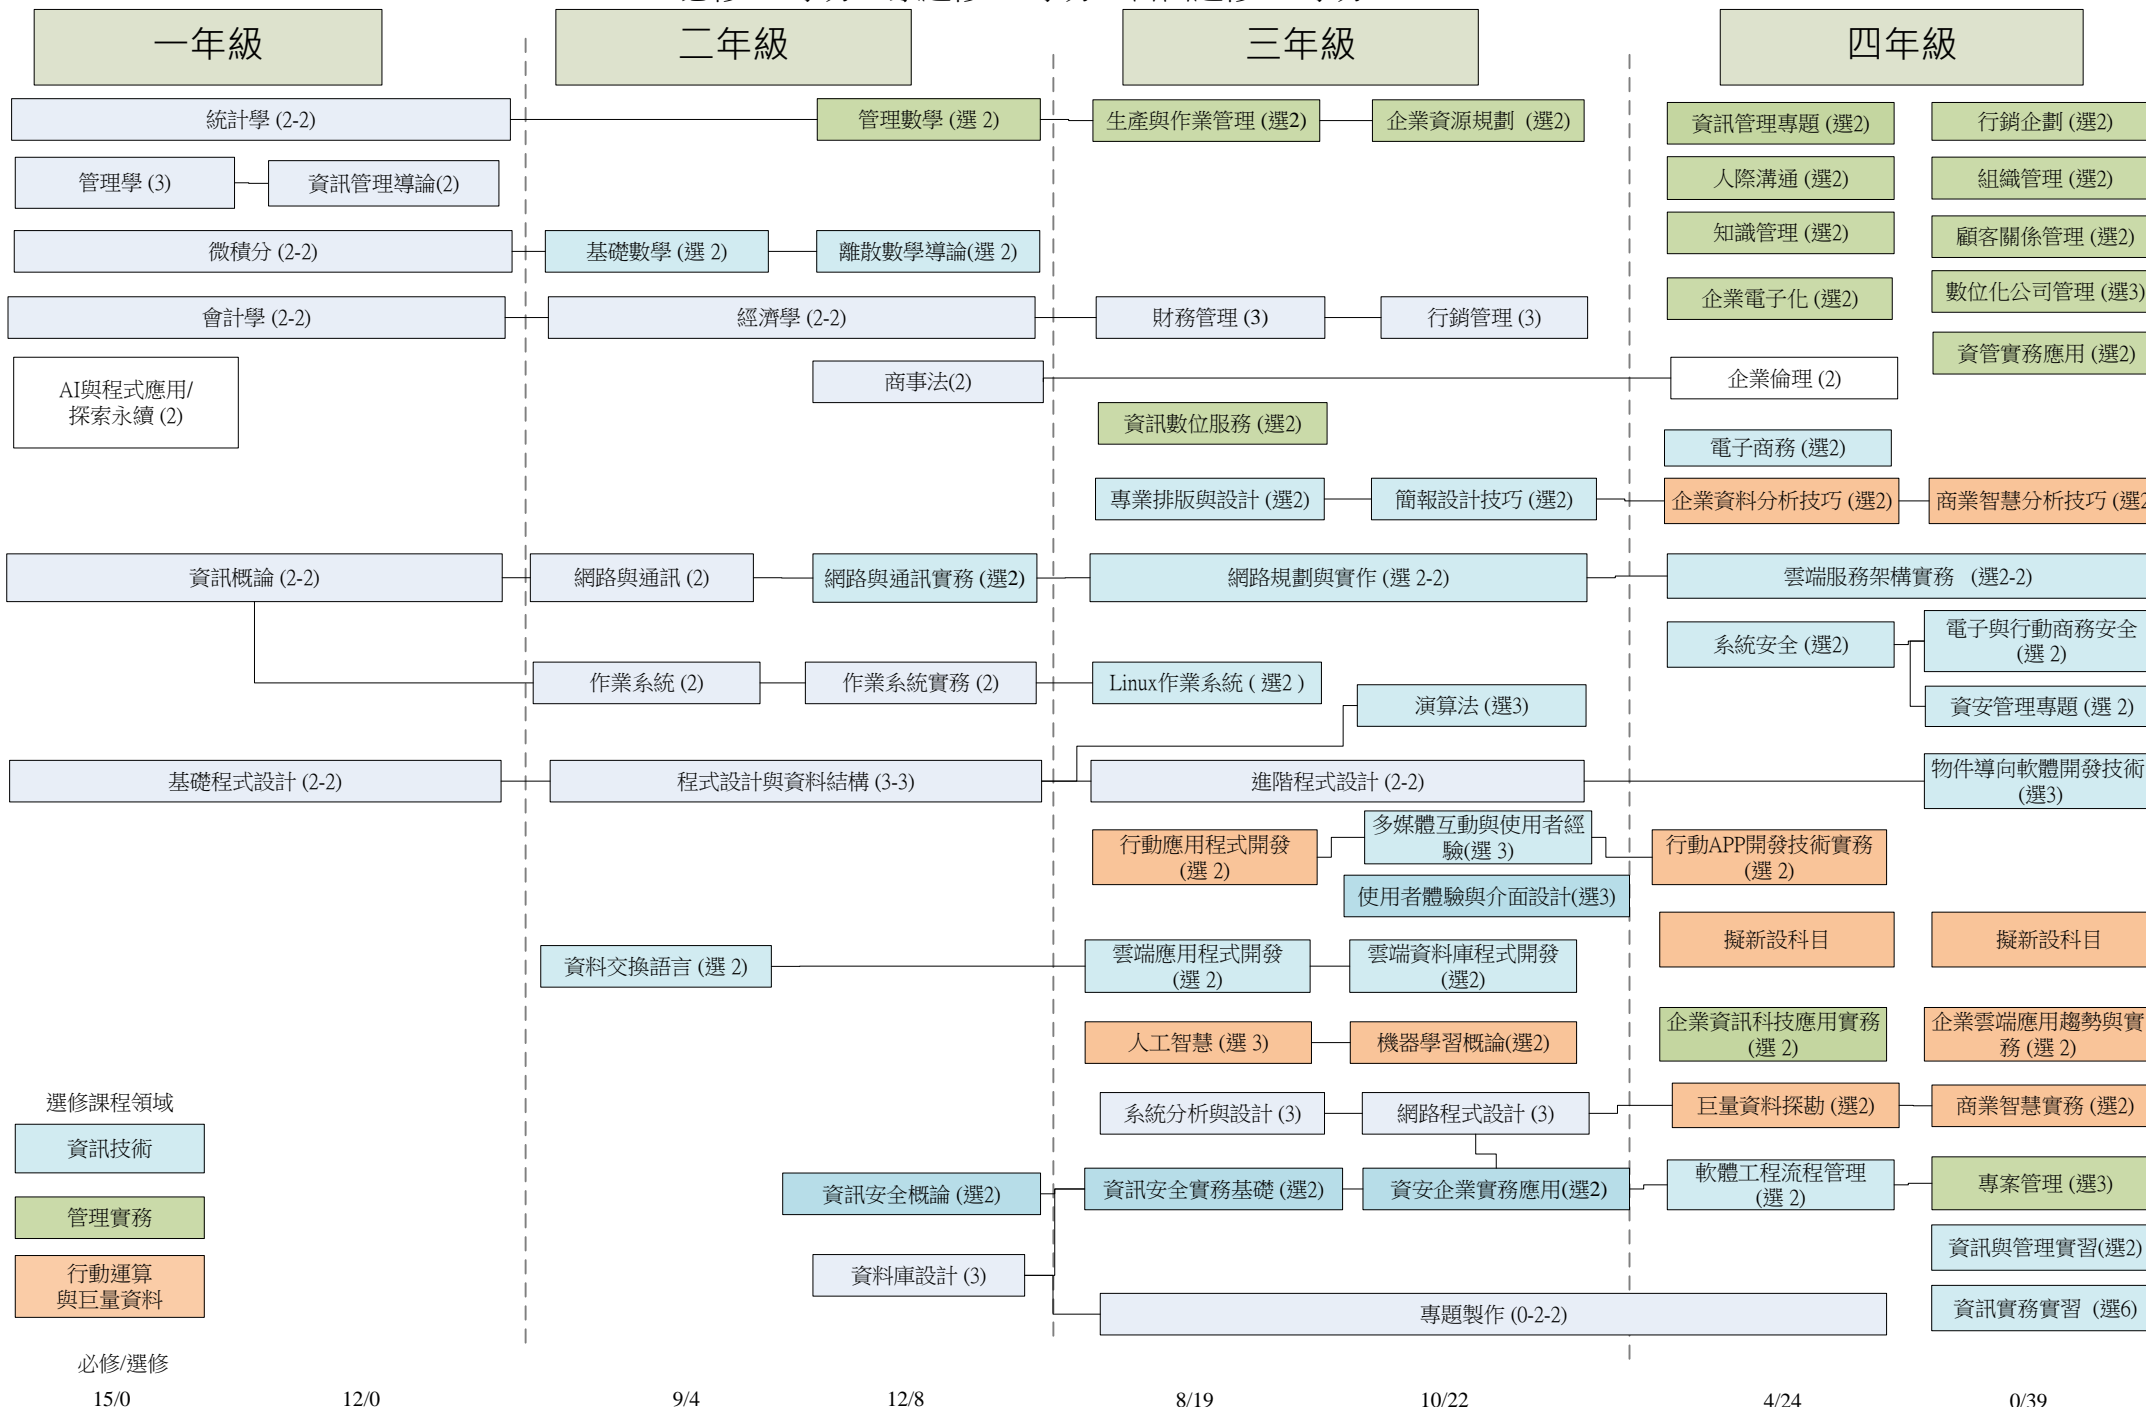 一年級
二年級
三年級
四年級
統計學 (2-2)
管理數學 (選 2)
生產與作業管理 (選2)
企業資源規劃 (選2)
資訊管理專題 (選2)
行銷企劃 (選2)
管理學 (3)
資訊管理導論(2)
人際溝通 (選2)
組織管理 (選2)
微積分 (2-2)
基礎數學 (選 2)
離散數學導論(選 2)
知識管理 (選2)
顧客關係管理 (選2)
會計學 (2-2)
經濟學 (2-2)
財務管理 (3)
行銷管理 (3)
企業電子化 (選2)
數位化公司管理 (選3)
資管實務應用 (選2)
AI與程式應用/
探索永續 (2)
商事法(2)
企業倫理 (2)
資訊數位服務 (選2)
電子商務 (選2)
專業排版與設計 (選2)
簡報設計技巧 (選2)
企業資料分析技巧 (選2)
商業智慧分析技巧 (選2
資訊概論 (2-2)
網路與通訊 (2)
網路與通訊實務 (選2)
網路規劃與實作 (選 2-2)
雲端服務架構實務 (選2-2)
系統安全 (選2)
電子與行動商務安全
(選 2)
作業系統 (2)
作業系統實務 (2)
Linux作業系統 ( 選2 )
演算法 (選3)
資安管理專題 (選 2)
基礎程式設計 (2-2)
程式設計與資料結構 (3-3)
進階程式設計 (2-2)
物件導向軟體開發技術
(選3)
行動應用程式開發
(選 2)
多媒體互動與使用者經
驗(選 3)
行動APP開發技術實務
(選 2)
使用者體驗與介面設計(選3)
擬新設科目
擬新設科目
資料交換語言 (選 2)
雲端應用程式開發
(選 2)
雲端資料庫程式開發
(選2)
人工智慧 (選 3)
機器學習概論(選2)
企業資訊科技應用實務
(選 2)
企業雲端應用趨勢與實
務 (選 2)
系統分析與設計 (3)
網路程式設計 (3)
巨量資料探勘 (選2)
商業智慧實務 (選2)
選修課程領域
資訊技術
管理實務
行動運算
與巨量資料
資訊安全概論 (選2)
資訊安全實務基礎 (選2)
資安企業實務應用(選2)
軟體工程流程管理
(選 2)
專案管理 (選3)
資料庫設計 (3)
資訊與管理實習(選2)
專題製作 (0-2-2)
資訊實務實習 (選6)
必修/選修
15/0
12/0
9/4
12/8
8/19
10/22
4/24
0/39